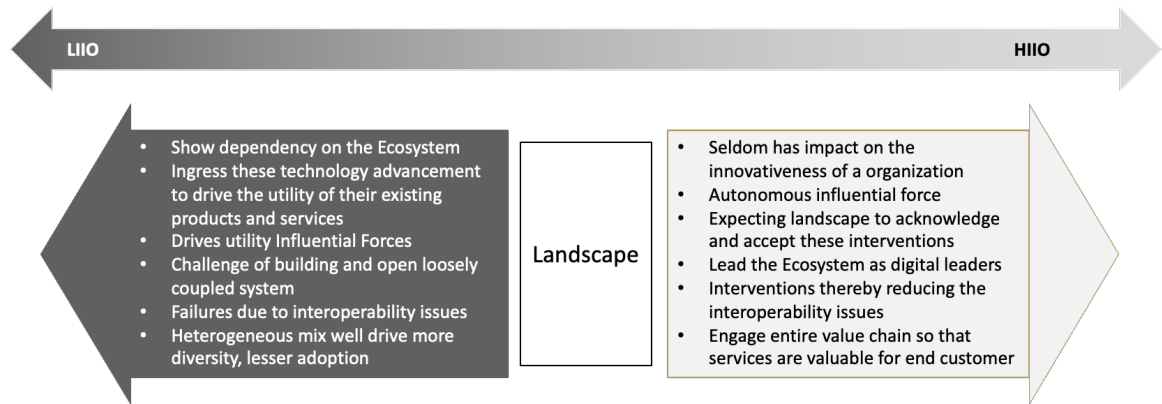 LIIO
HIIO
• Show dependency on the Ecosystem
• Ingress these technology advancement
to drive the utility of their existing
products and services
• Drives utility Influential Forces
• Challenge of building and open loosely
coupled system
• Failures due to interoperability issues
• Heterogeneous mix well drive more
diversity, lesser adoption
Landscape
• Seldom has impact on the
innovativeness of a organization
• Autonomous influential force
• Expecting landscape to acknowledge
and accept these interventions
• Lead the Ecosystem as digital leaders
• Interventions thereby reducing the
interoperability issues
• Engage entire value chain so that
services are valuable for end customer